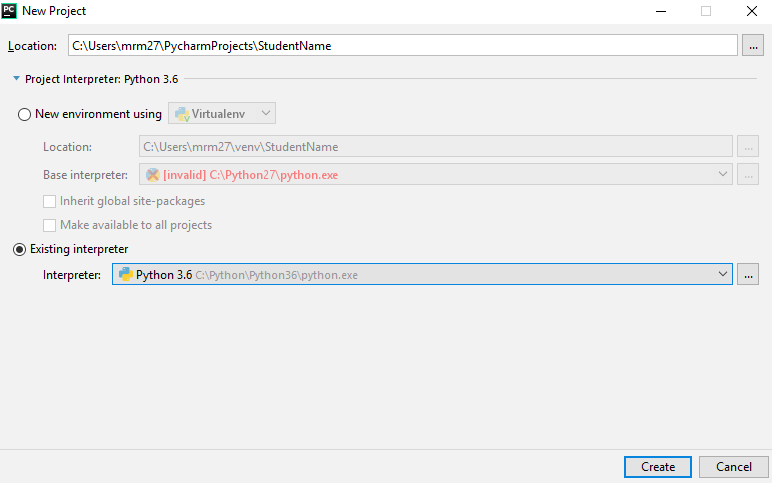 PC New Project
Location: C:\Users\mrm27\PycharmProjects\StudentName ...
Project Interpreter: Python 3.6
New environment using Virtualenv
Location: C:\Users\mrm27\venv\StudentName ...
Base interpreter: [invalid] C:\Python27\python.exe ...
Inherit global site-packages
Make available to all projects
Existing interpreter
Interpreter: Python 3.6 C:\Python\Python36\python.exe ...
Create Cancel